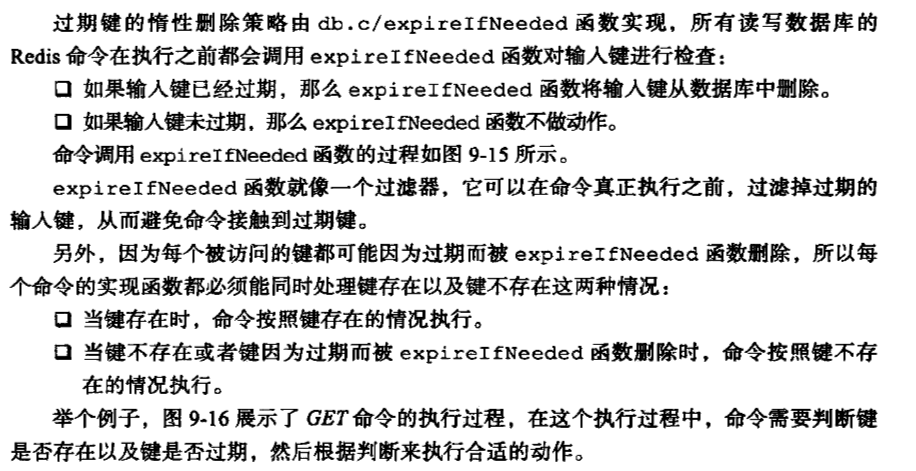 过期键的惰性删除策略由 db.c/expireIfNeeded 函数实现，所有读写数据库的
Redis 命令在执行之前都会调用 expireIfNeeded 函数对输入键进行检查：
❏ 如果输入键已经过期，那么 expireIfNeeded 函数将输入键从数据库中删除。
❏ 如果输入键未过期，那么 expireIfNeeded 函数不做动作。
命令调用 expireIfNeeded 函数的过程如图 9-15 所示。
expireIfNeeded 函数就像一个过滤器，它可以在命令真正执行之前，过滤掉过期的
输入键，从而避免命令接触到过期键。
另外，因为每个被访问的键都可能因为过期而被 expireIfNeeded 函数删除，所以每
个命令的实现函数都必须能同时处理键存在以及键不存在这两种情况：
❏ 当键存在时，命令按照键存在的情况执行。
❏ 当键不存在或者键因为过期而被 expireIfNeeded 函数删除时，命令按照键不存
在的情况执行。
举个例子，图 9-16 展示了 GET 命令的执行过程，在这个执行过程中，命令需要判断键
是否存在以及键是否过期，然后根据判断来执行合适的动作。